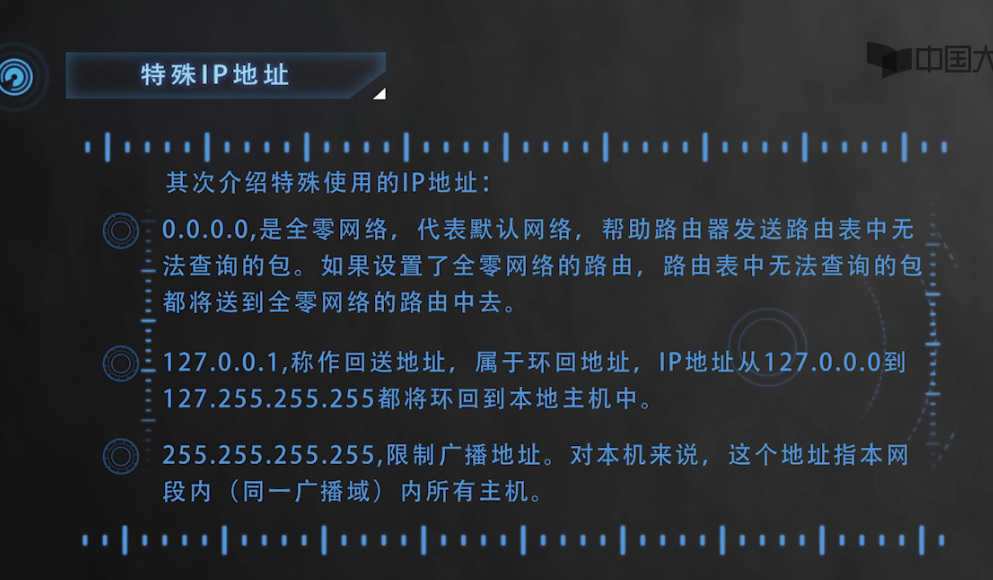 中国大
特殊IP地址
其次介绍特殊使用的IP地址：
0.0.0.0,是全零网络，代表默认网络，帮助路由器发送路由表中无
法查询的包。如果设置了全零网络的路由，路由表中无法查询的包
都将送到全零网络的路由中去。
127.0.0.1,称作回送地址，属于环回地址，IP地址从127.0.0.0到
127.255.255.255都将环回到本地主机中。
255.255.255.255,限制广播地址。对本机来说，这个地址指本网
段内（同一广播域）内所有主机。